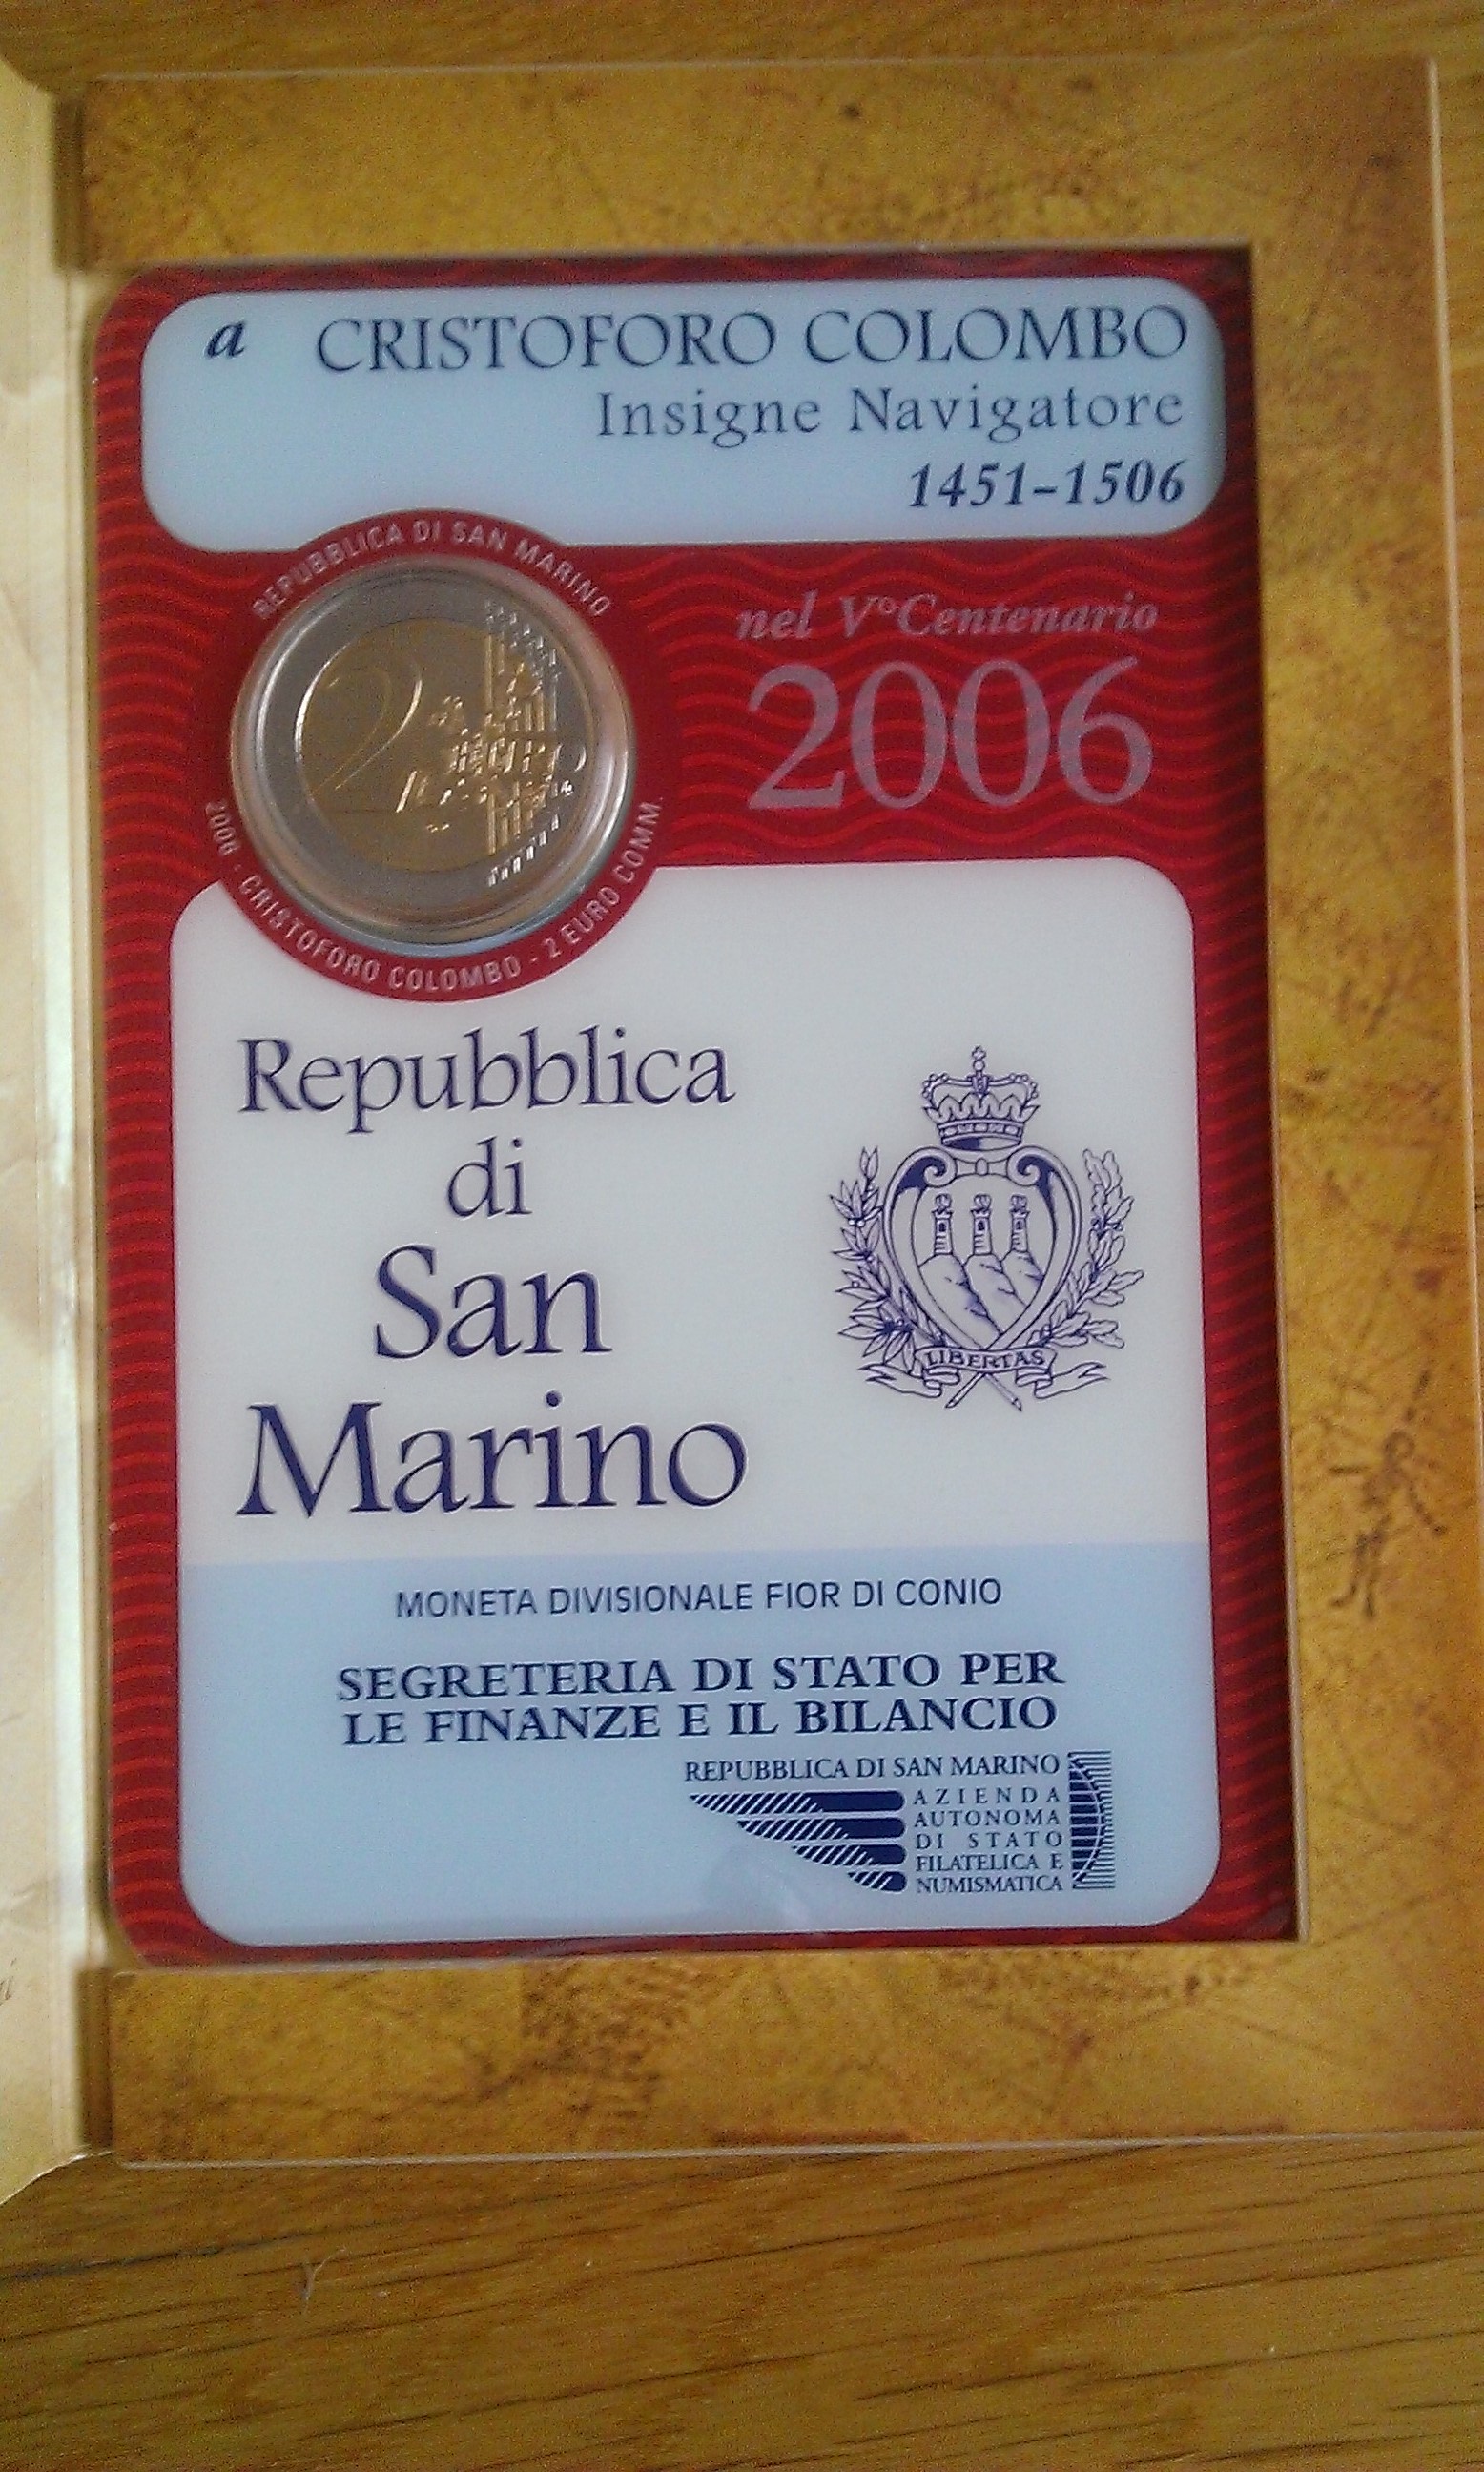 a CRISTOFORO COLOMBO
Insigne Navigatore
1451-1506
REPUBBLICA DI SAN MARINO
2006 - CRISTOFORO COLOMBO - 2 EURO COMM.
2
nel V° Centenario
2006
Repubblica
di
San
Marino
LIBERTAS
MONETA DIVISIONALE FIOR DI CONIO
SEGRETERIA DI STATO PER
LE FINANZE E IL BILANCIO
REPUBBLICA DI SAN MARINO
AZIENDA
AUTONOMA
DI STATO
FILATELICA E
NUMISMATICA